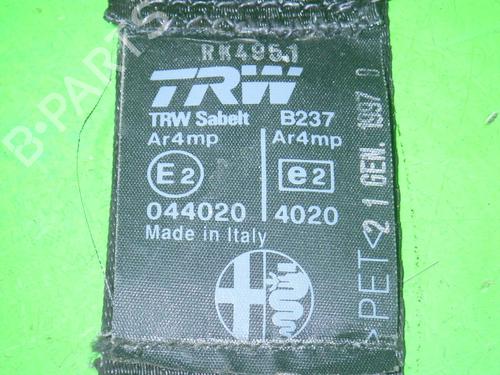 RK4951
TRW
TRW Sabelt B237
Ar4mp Ar4mp
E2 e2
044020 4020
Made in Italy
>PET< 21 GEN. 1997 0
B-PARTS